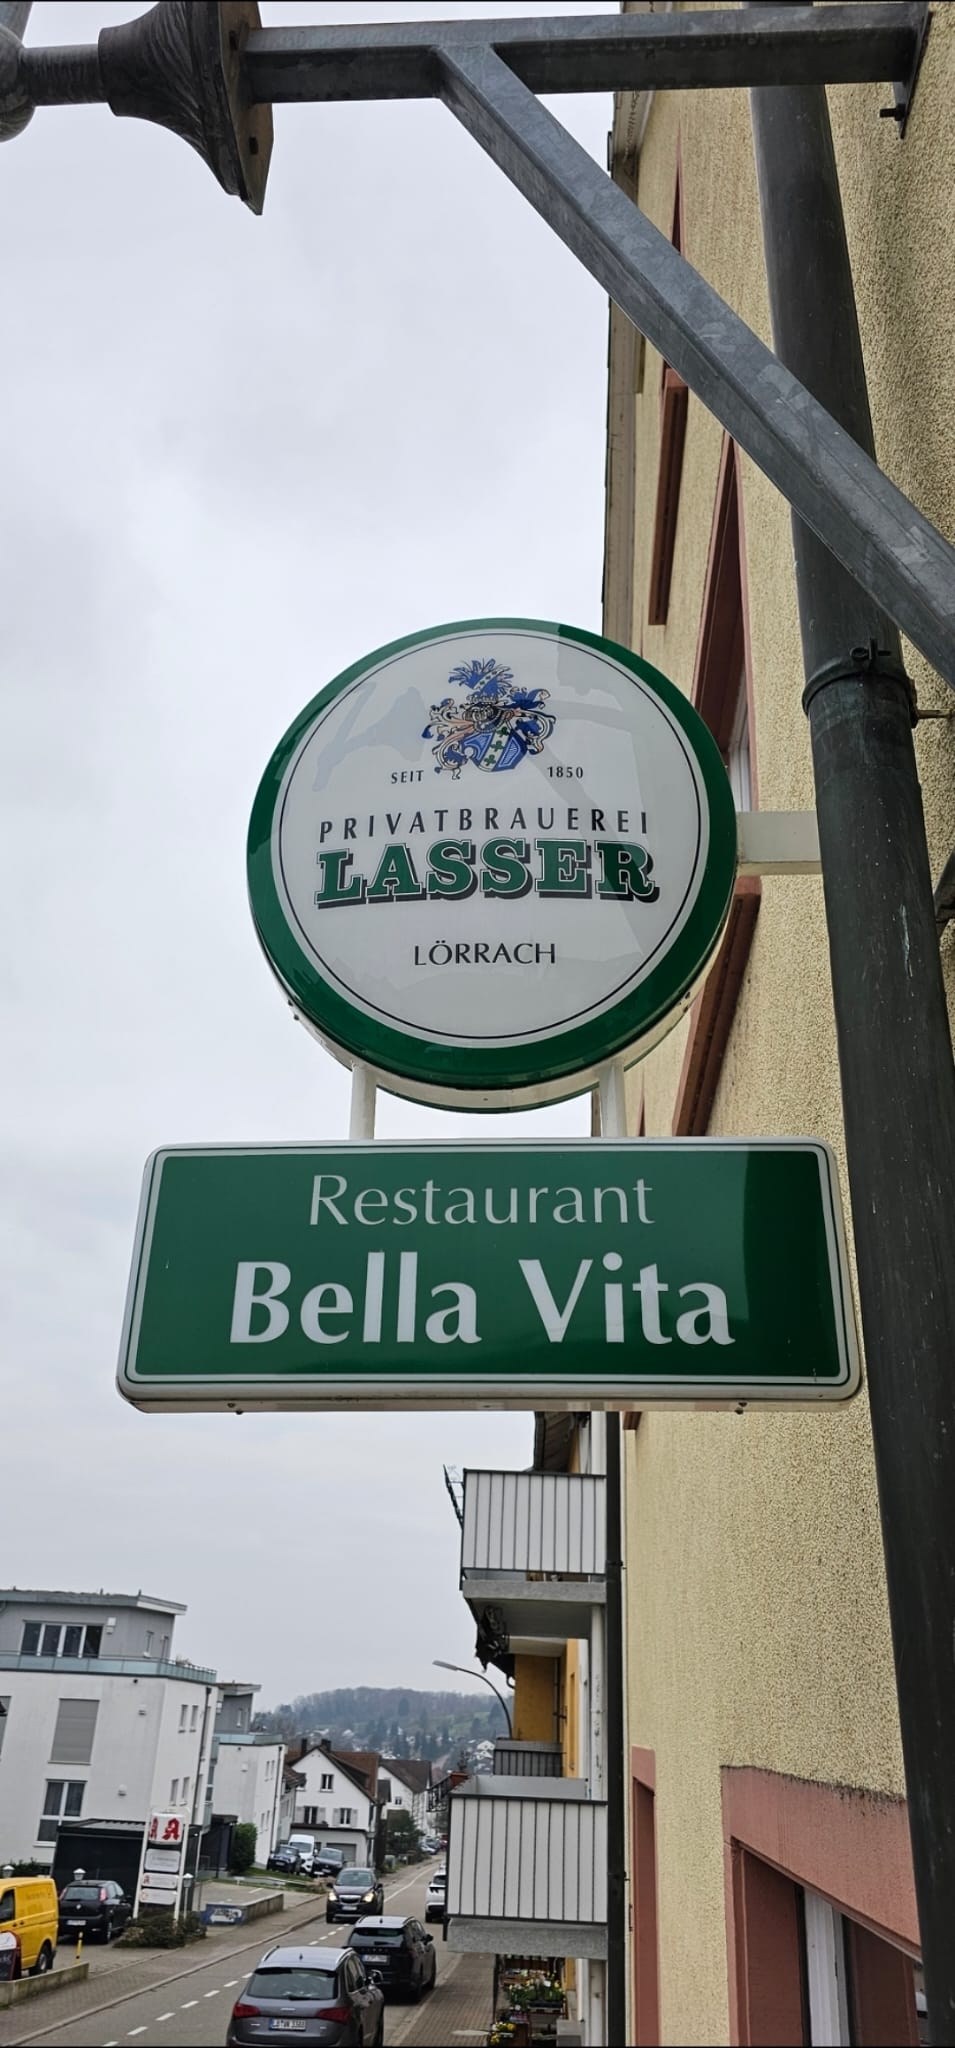 SEIT 1850
PRIVATBRAUEREI
LASSER
LÖRRACH
Restaurant
Bella Vita